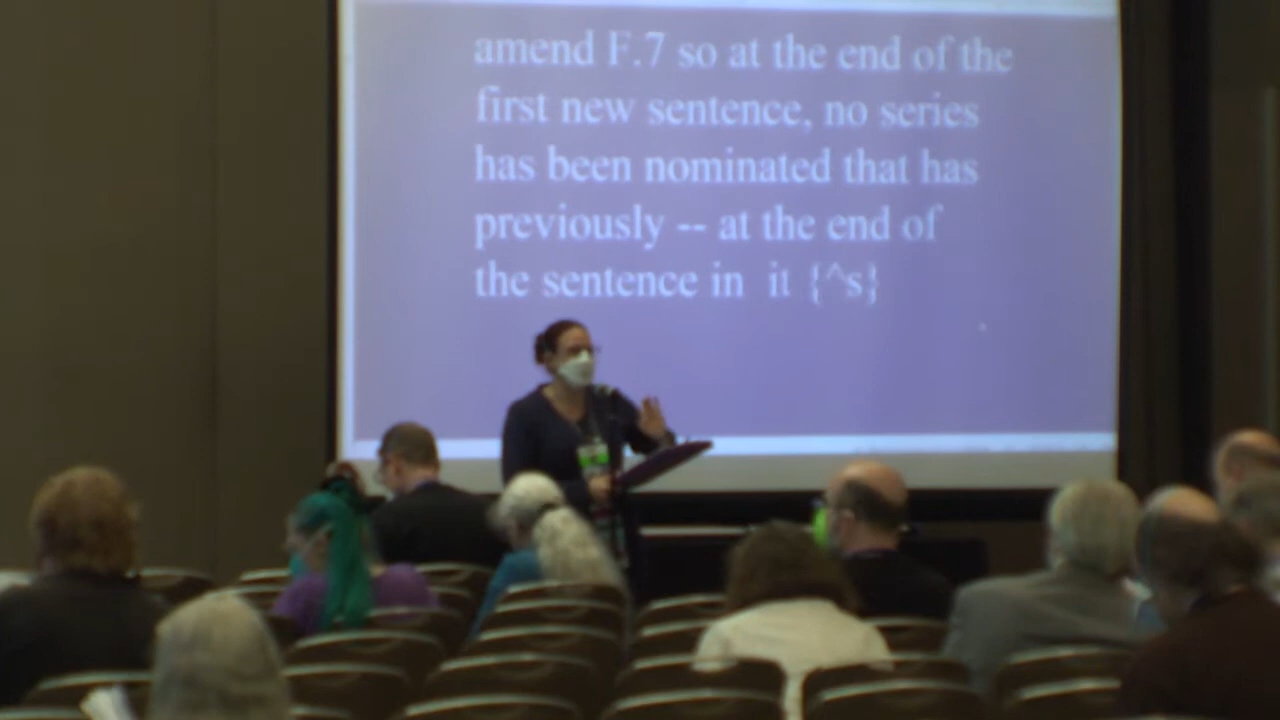 amend F.7 so at the end of the
first new sentence, no series
has been nominated that has
previously -- at the end of
the sentence in  it {^s}